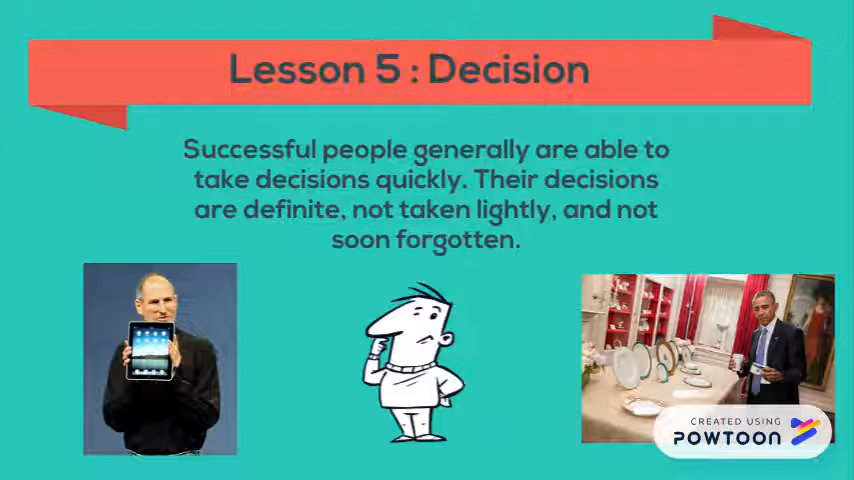 Lesson 5 : Decision
Successful people generally are able to
take decisions quickly. Their decisions
are definite, not taken lightly, and not
soon forgotten.
CREATED USING
POWTOON